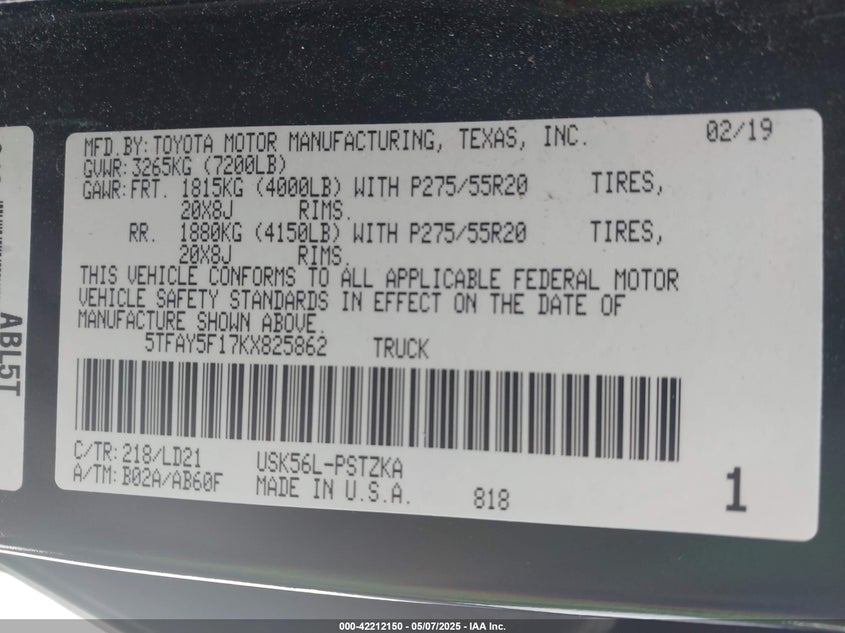 MFD.BY:TOYOTA MOTOR MANUFACTURING, TEXAS, INC. 02/19
GVWR:3265KG (7200LB)
GAWR:FRT. 1815KG (4000LB) WITH P275/55R20 TIRES,
20X8J RIMS.
RR. 1880KG (4150LB) WITH P275/55R20 TIRES,
20X8J RIMS.
THIS VEHICLE CONFORMS TO ALL APPLICABLE FEDERAL MOTOR
VEHICLE SAFETY STANDARDS IN EFFECT ON THE DATE OF
MANUFACTURE SHOWN ABOVE.
5TFAY5F17KX825862 TRUCK
C/TR:218/LD21 USK56L-PSTZKA
A/TM:B02A/AB60F MADE IN U.S.A. 818 1
ABL5T
000-42212150 - 05/07/2025 - IAA Inc.